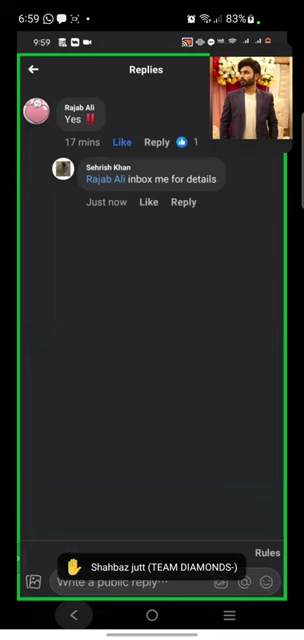 6:59
83%
9:59
Replies
Rajab Ali
Yes ‼️
17 mins Like Reply 1
Sehrish Khan
Rajab Ali inbox me for details
Just now Like Reply
Rules
✋ Shahbaz jutt (TEAM DIAMONDS-)
Write a public reply...
GIF